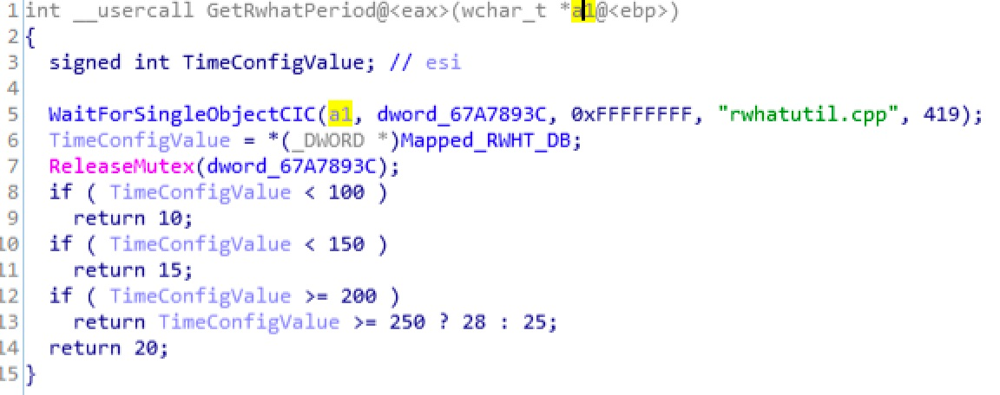 1 int __usercall GetRwhatPeriod@<eax>(wchar_t *a1@<ebp>)
2 {
3   signed int TimeConfigValue; // esi
4
5   WaitForSingleObjectCIC(a1, dword_67A7893C, 0xFFFFFFFF, "rwhatutil.cpp", 419);
6   TimeConfigValue = *(_DWORD *)Mapped_RWHT_DB;
7   ReleaseMutex(dword_67A7893C);
8   if ( TimeConfigValue < 100 )
9     return 10;
10   if ( TimeConfigValue < 150 )
11     return 15;
12   if ( TimeConfigValue >= 200 )
13     return TimeConfigValue >= 250 ? 28 : 25;
14   return 20;
15 }